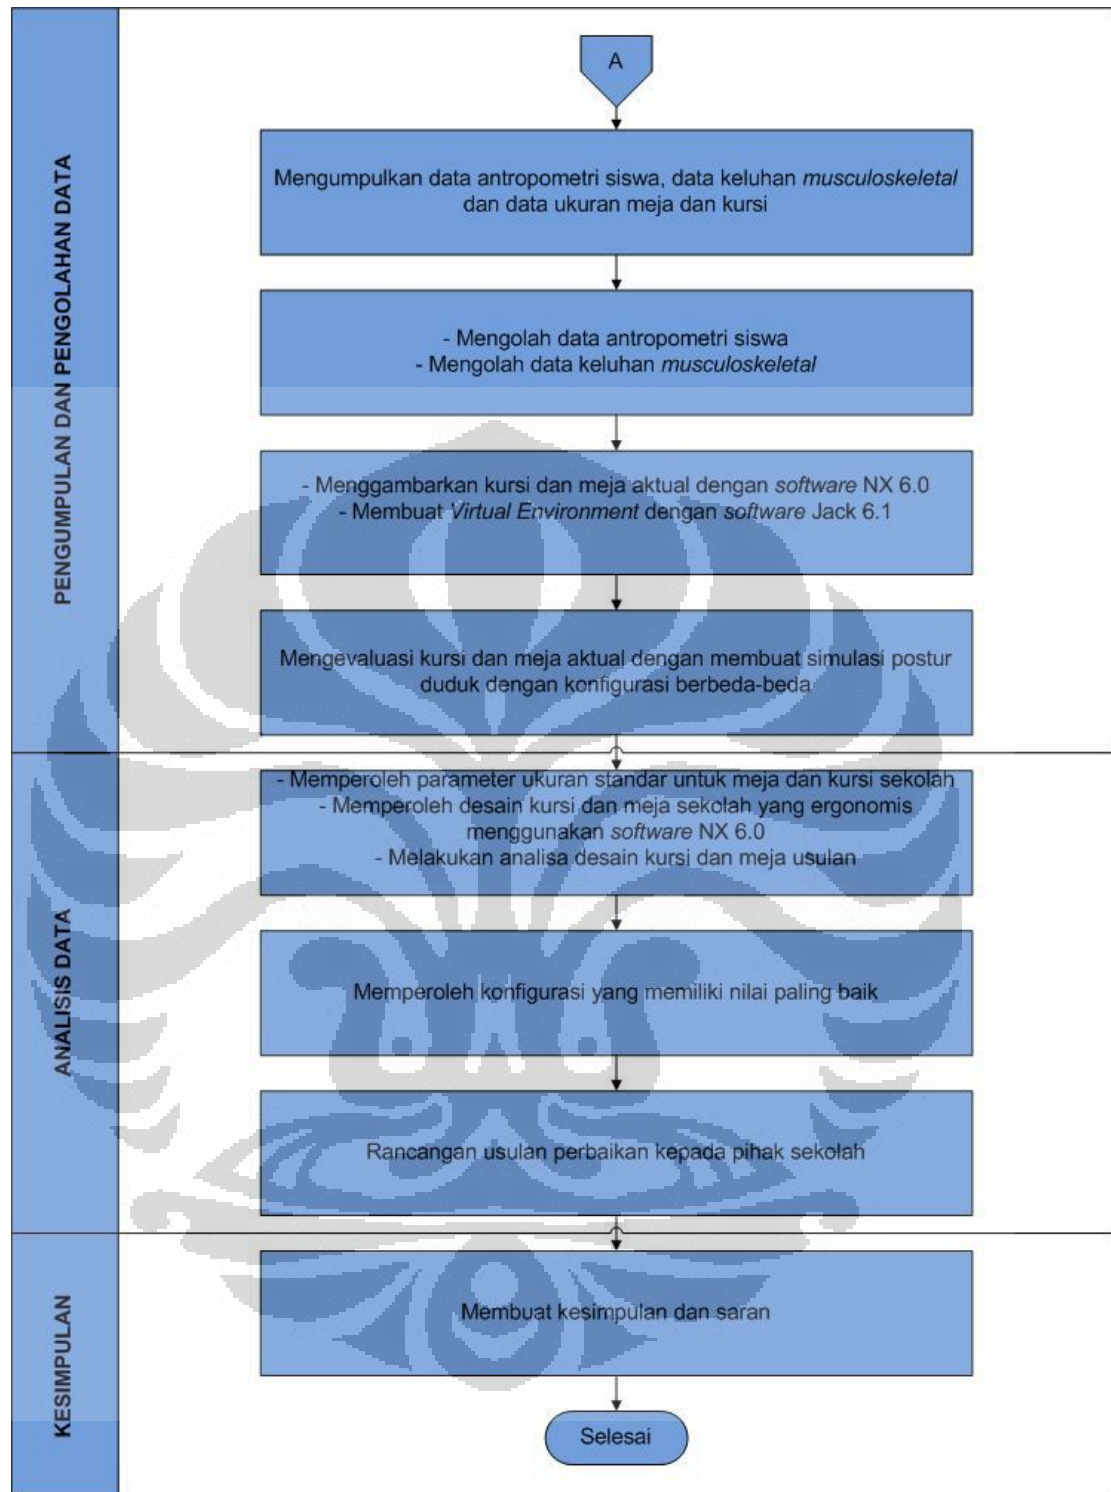 PENGUMPULAN DAN PENGOLAHAN DATA
A
Mengumpulkan data antropometri siswa, data keluhan musculoskeletal
dan data ukuran meja dan kursi
- Mengolah data antropometri siswa
- Mengolah data keluhan musculoskeletal
- Menggambarkan kursi dan meja aktual dengan software NX 6.0
- Membuat Virtual Environment dengan software Jack 6.1
Mengevaluasi kursi dan meja aktual dengan membuat simulasi postur
duduk dengan konfigurasi berbeda-beda
ANALISIS DATA
- Memperoleh parameter ukuran standar untuk meja dan kursi sekolah
- Memperoleh desain kursi dan meja sekolah yang ergonomis
menggunakan software NX 6.0
- Melakukan analisa desain kursi dan meja usulan
Memperoleh konfigurasi yang memiliki nilai paling baik
Rancangan usulan perbaikan kepada pihak sekolah
KESIMPULAN
Membuat kesimpulan dan saran
Selesai